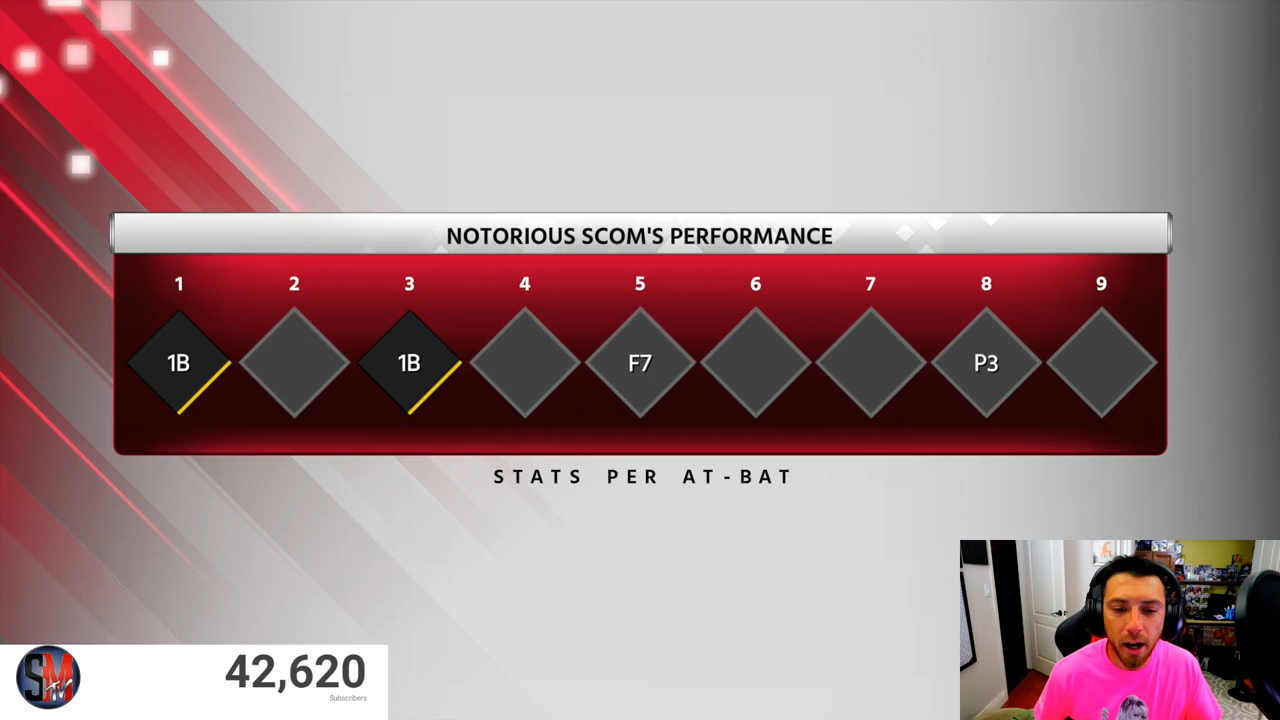 NOTORIOUS SCOM'S PERFORMANCE
1 2 3 4 5 6 7 8 9
1B 1B F7 P3
STATS PER AT-BAT
SM TV
42,620
Subscribers